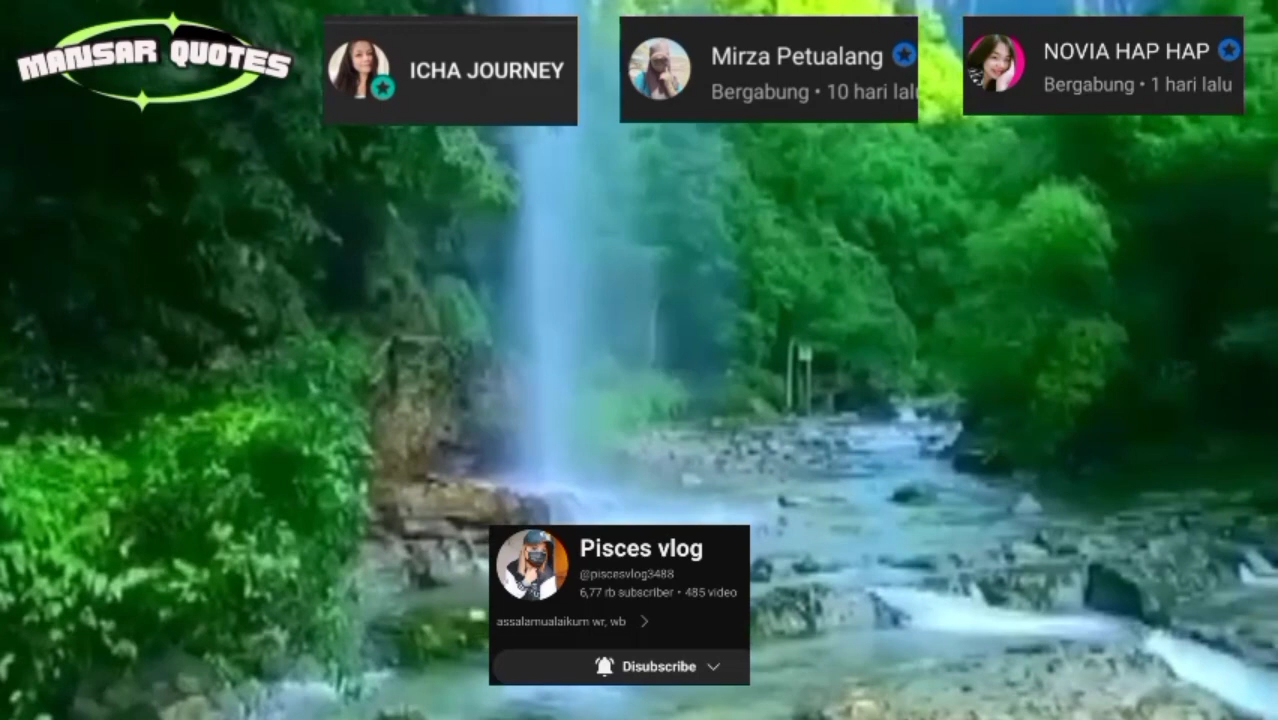 MANSAR QUOTES
ICHA JOURNEY
Mirza Petualang
Bergabung • 10 hari
NOVIA HAP HAP
Bergabung • 1 hari lalu
Pisces vlog
@piscesvlog3488
6,77 rb subscriber • 485 video
assalamualaikum wr, wb
Disubscribe